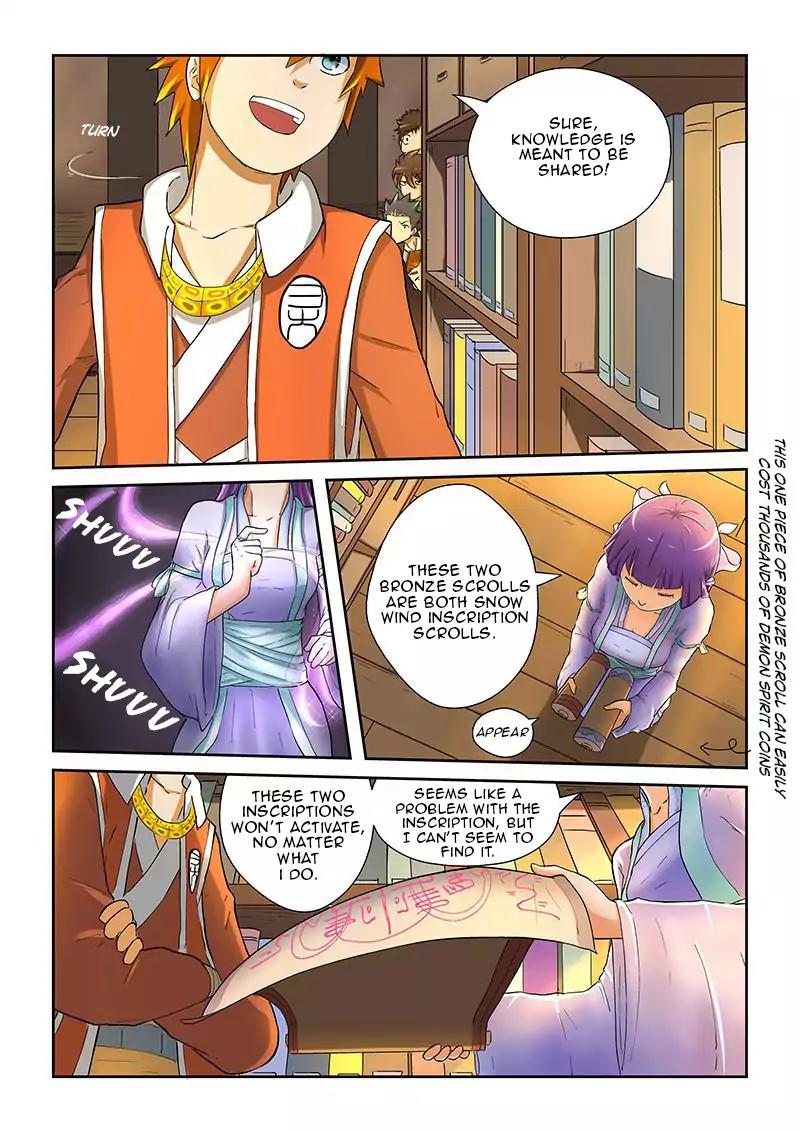 TURN
SURE,
KNOWLEDGE IS
MEANT TO BE
SHARED!
SHUUU
SHUUU
THESE TWO
BRONZE SCROLLS
ARE BOTH SNOW
WIND INSCRIPTION
SCROLLS.
APPEAR
THIS ONE PIECE OF BRONZE SCROLL CAN EASILY
COST THOUSANDS OF DEMON SPIRIT COINS
THESE TWO
INSCRIPTIONS
WON'T ACTIVATE,
NO MATTER
WHAT
I DO.
SEEMS LIKE A
PROBLEM WITH THE
INSCRIPTION, BUT
I CAN'T SEEM TO
FIND IT.